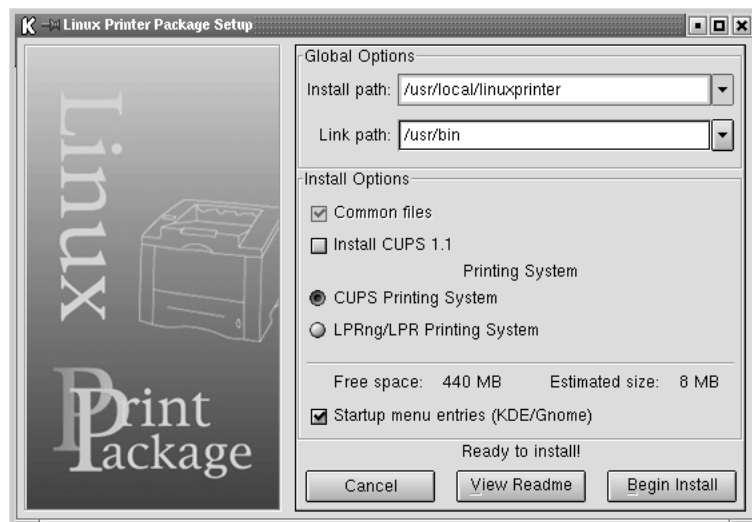 Linux Printer Package Setup
Linux
Print
Package
Global Options
Install path: /usr/local/linuxprinter
Link path: /usr/bin
Install Options
Common files
Install CUPS 1.1
Printing System
CUPS Printing System
LPRng/LPR Printing System
Free space: 440 MB Estimated size: 8 MB
Startup menu entries (KDE/Gnome)
Ready to install!
Cancel View Readme Begin Install